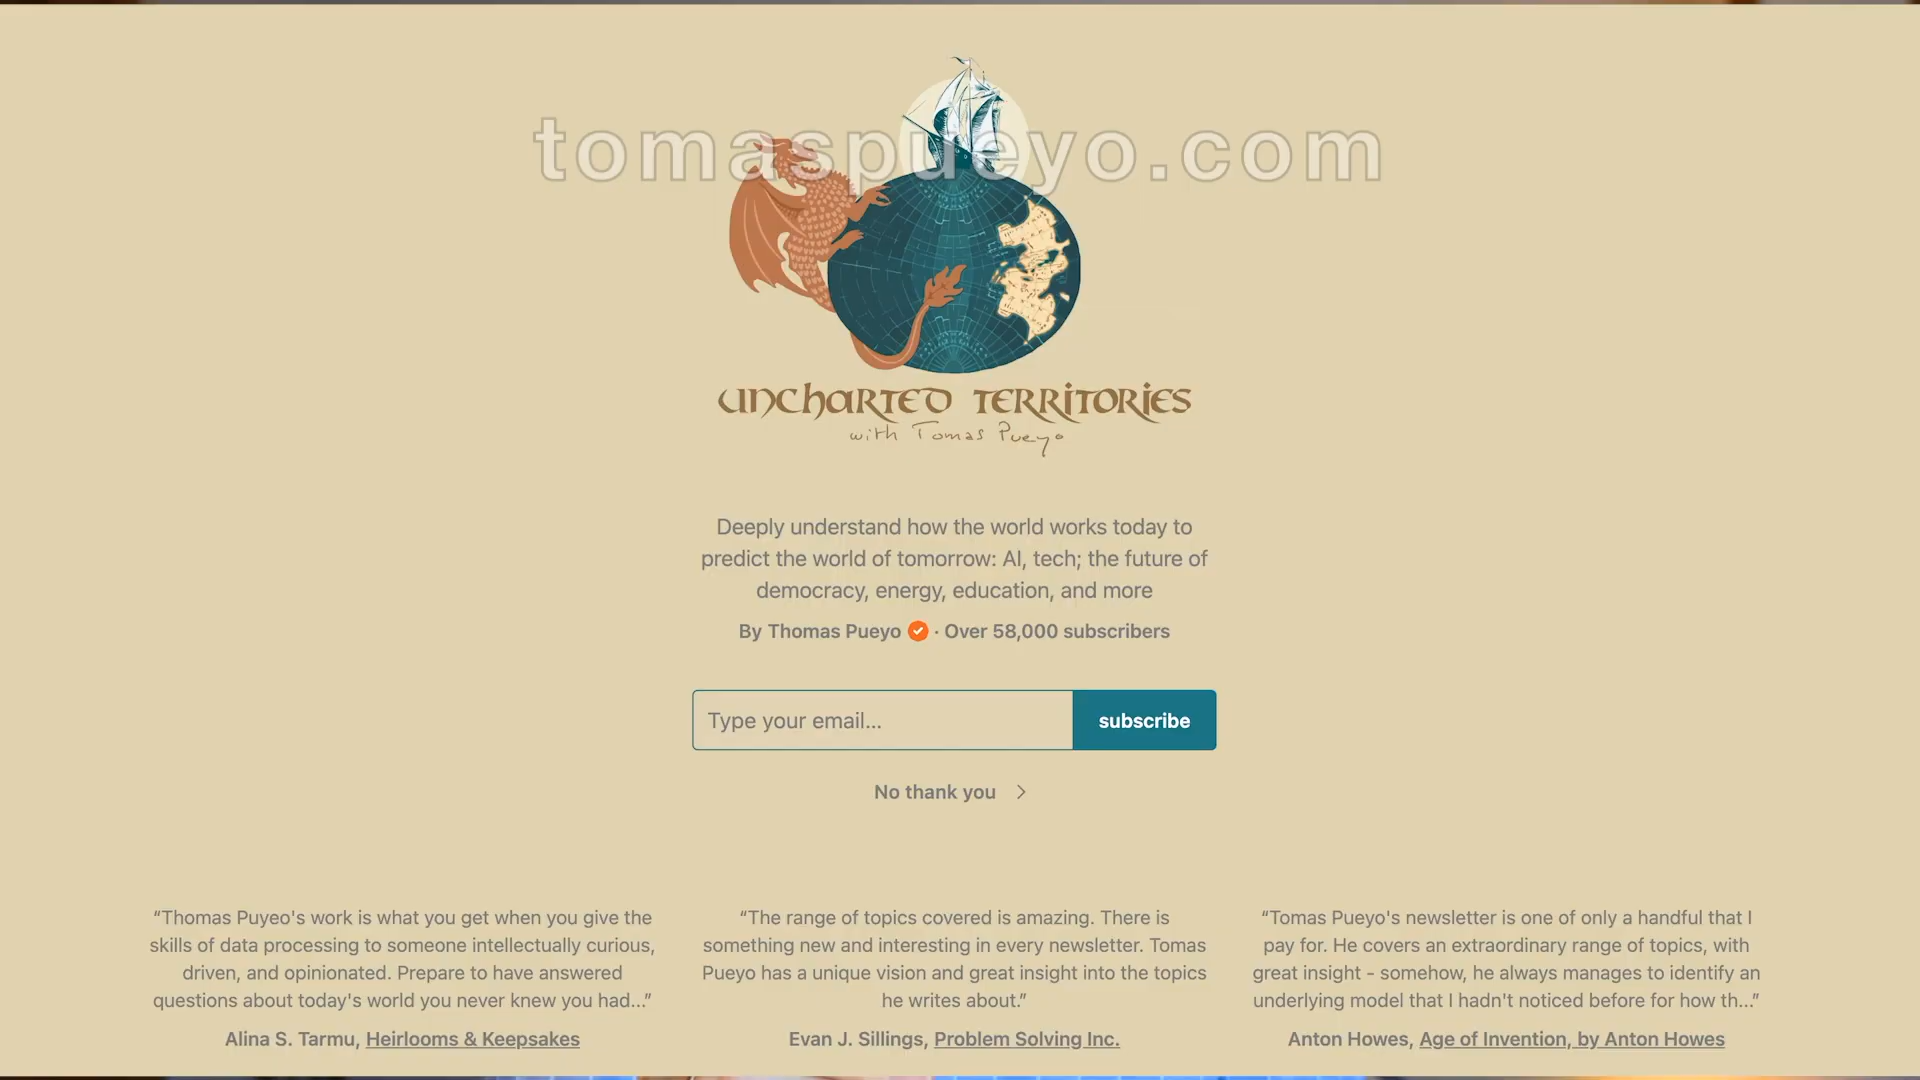 tomaspueyo.com
UNCHARTED TERRITORIES
with Tomas Pueyo
Deeply understand how the world works today to
predict the world of tomorrow: AI, tech; the future of
democracy, energy, education, and more
By Thomas Pueyo · Over 58,000 subscribers
Type your email...
subscribe
No thank you
“Thomas Puyeo's work is what you get when you give the
skills of data processing to someone intellectually curious,
driven, and opinionated. Prepare to have answered
questions about today's world you never knew you had...”
Alina S. Tarmu, Heirlooms & Keepsakes
“The range of topics covered is amazing. There is
something new and interesting in every newsletter. Tomas
Pueyo has a unique vision and great insight into the topics
he writes about.”
Evan J. Sillings, Problem Solving Inc.
“Tomas Pueyo's newsletter is one of only a handful that I
pay for. He covers an extraordinary range of topics, with
great insight - somehow, he always manages to identify an
underlying model that I hadn't noticed before for how th...”
Anton Howes, Age of Invention, by Anton Howes